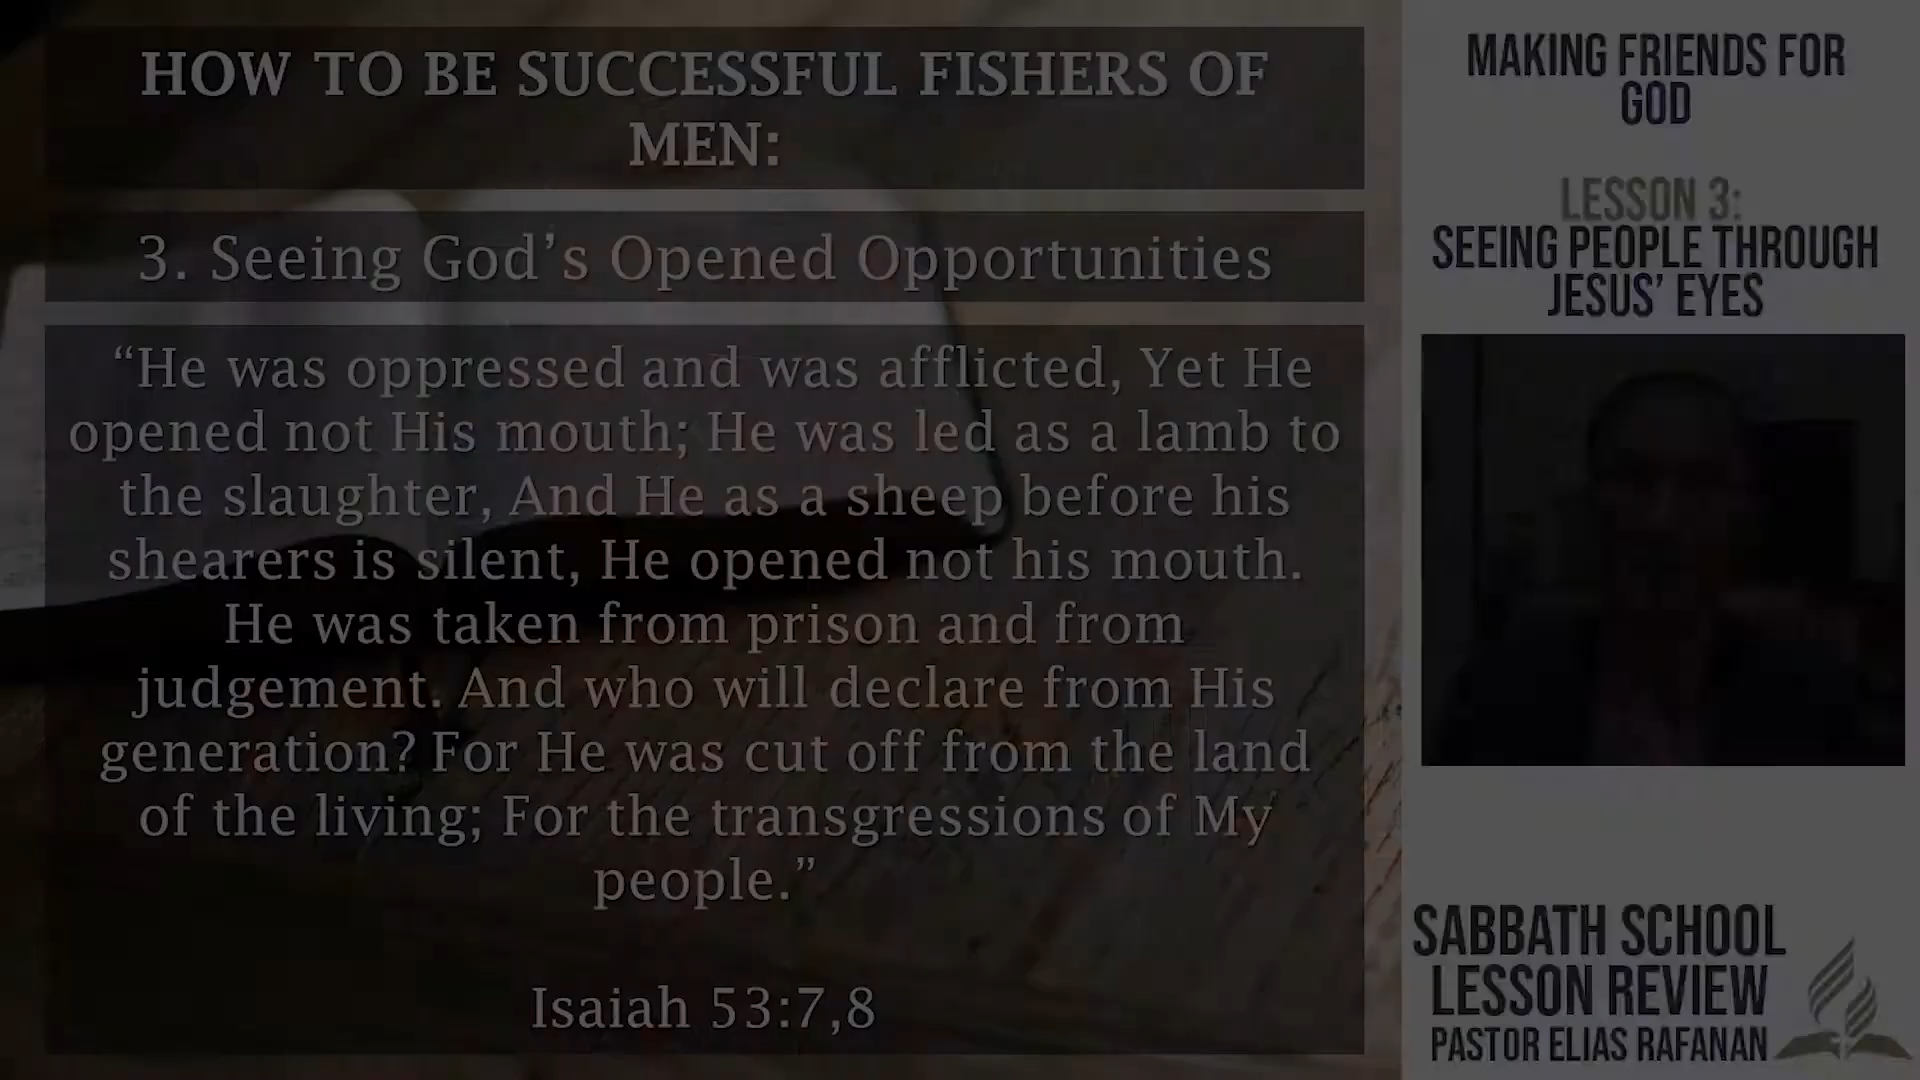 HOW TO BE SUCCESSFUL FISHERS OF
MEN:
3. Seeing God’s Opened Opportunities
“He was oppressed and was afflicted, Yet He
opened not His mouth; He was led as a lamb to
the slaughter, And He as a sheep before his
shearers is silent, He opened not his mouth.
He was taken from prison and from
judgement. And who will declare from His
generation? For He was cut off from the land
of the living; For the transgressions of My
people.”
Isaiah 53:7,8
MAKING FRIENDS FOR
GOD
LESSON 3:
SEEING PEOPLE THROUGH
JESUS’ EYES
SABBATH SCHOOL
LESSON REVIEW
PASTOR ELIAS RAFANAN